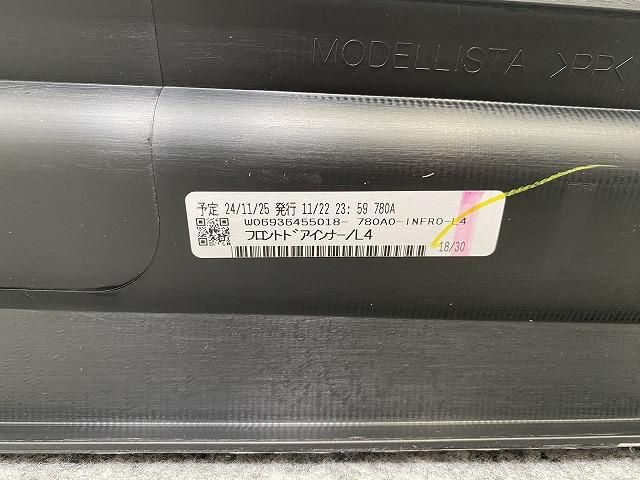 MODELLISTA >PP<
予定 24/11/25 発行 11/22 23:59 780A
W06936455018- 780A0-INFRO-L4
フロントドアインナー/L4
18/30